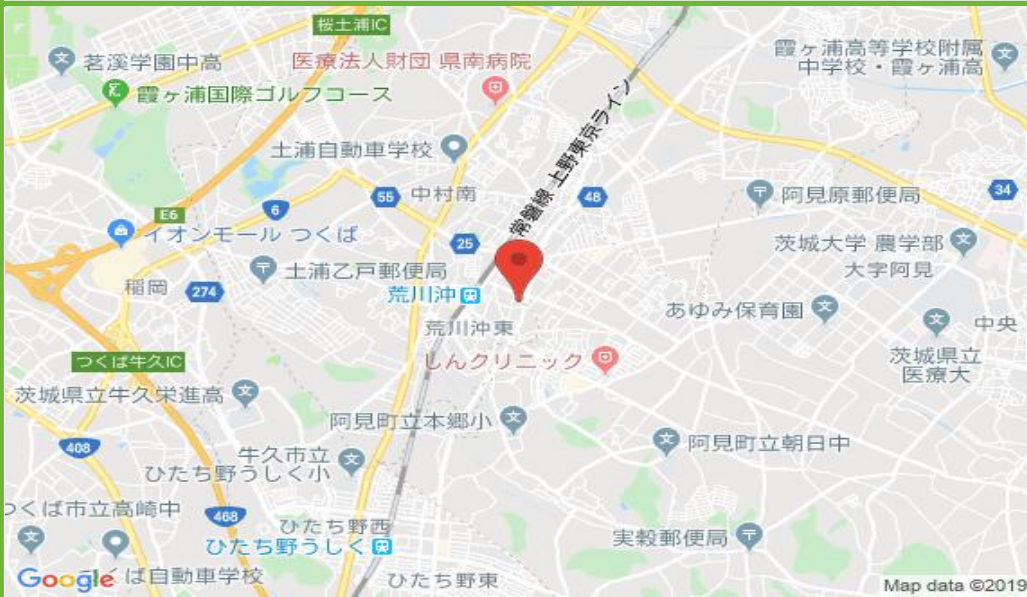 桜土浦IC
茗溪学園中高
医療法人財団 県南病院
霞ヶ浦高等学校附属
中学校・霞ヶ浦高
霞ヶ浦国際ゴルフコース
土浦自動車学校
常磐線 上野東京ライン
55
中村南
48
阿見原郵便局
34
6
E6
イオンモール つくば
25
茨城大学 農学部
大字阿見
土浦乙戸郵便局
稲岡
274
荒川沖
あゆみ保育園
中央
荒川沖東
つくば牛久IC
しんクリニック
茨城県立
医療大
茨城県立牛久栄進高
阿見町立本郷小
408
阿見町立朝日中
牛久市立
ひたち野うしく小
つくば市立高崎中
468
ひたち野西
実穀郵便局
ひたち野うしく
Google
くば自動車学校
ひたち野東
Map data ©2019